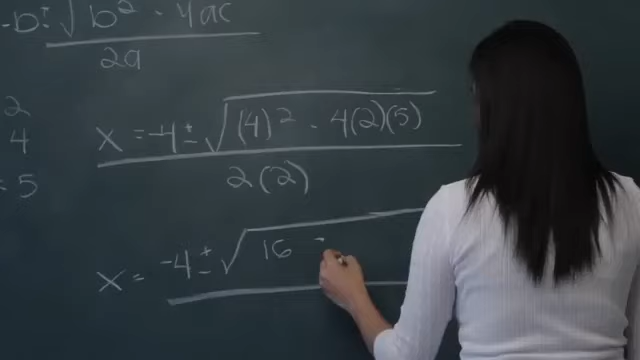 -b ± √b² - 4ac
2a
2
4
= 5
x = -4 ± √(4)² - 4(2)(5)
2(2)
x = -4 ± √16 -